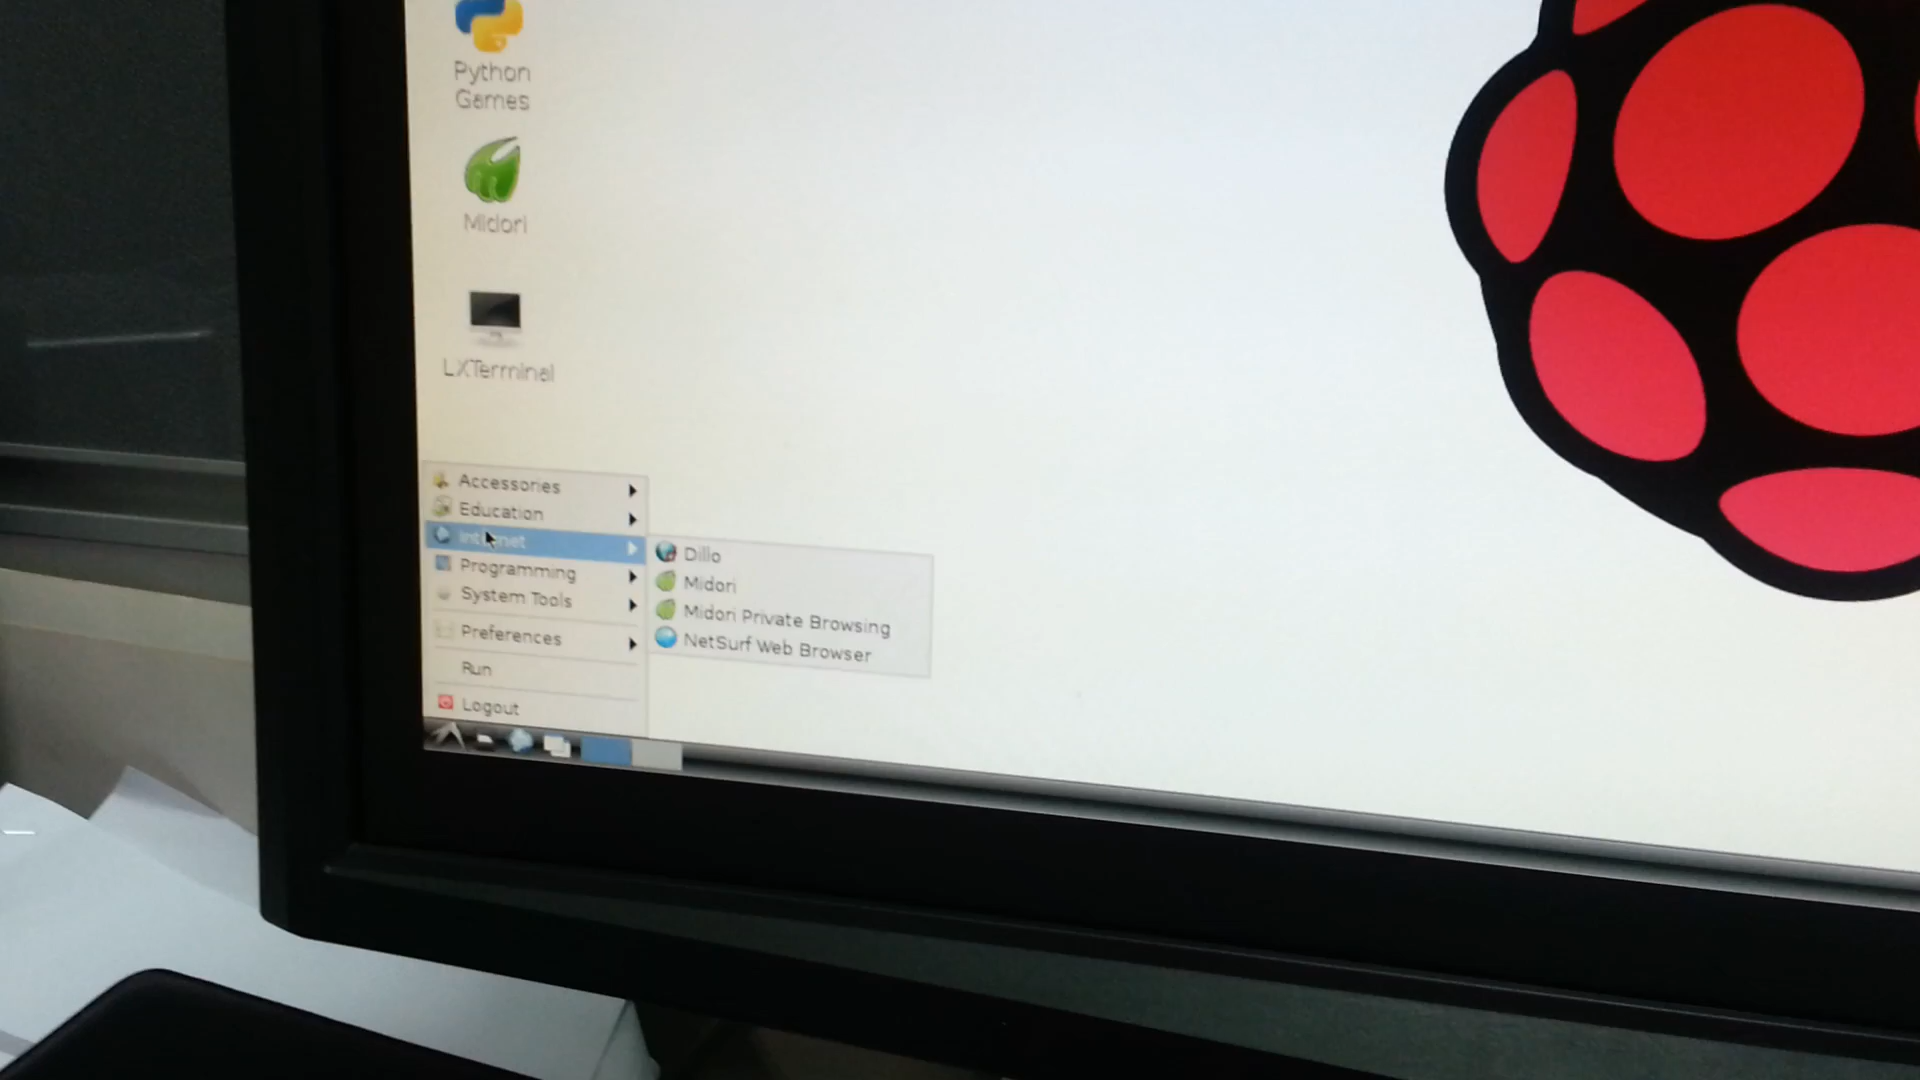 Python
Games
Midori
LXTerminal
Accessories
Education
Internet
Programming
System Tools
Preferences
Run
Logout
Dillo
Midori
Midori Private Browsing
NetSurf Web Browser